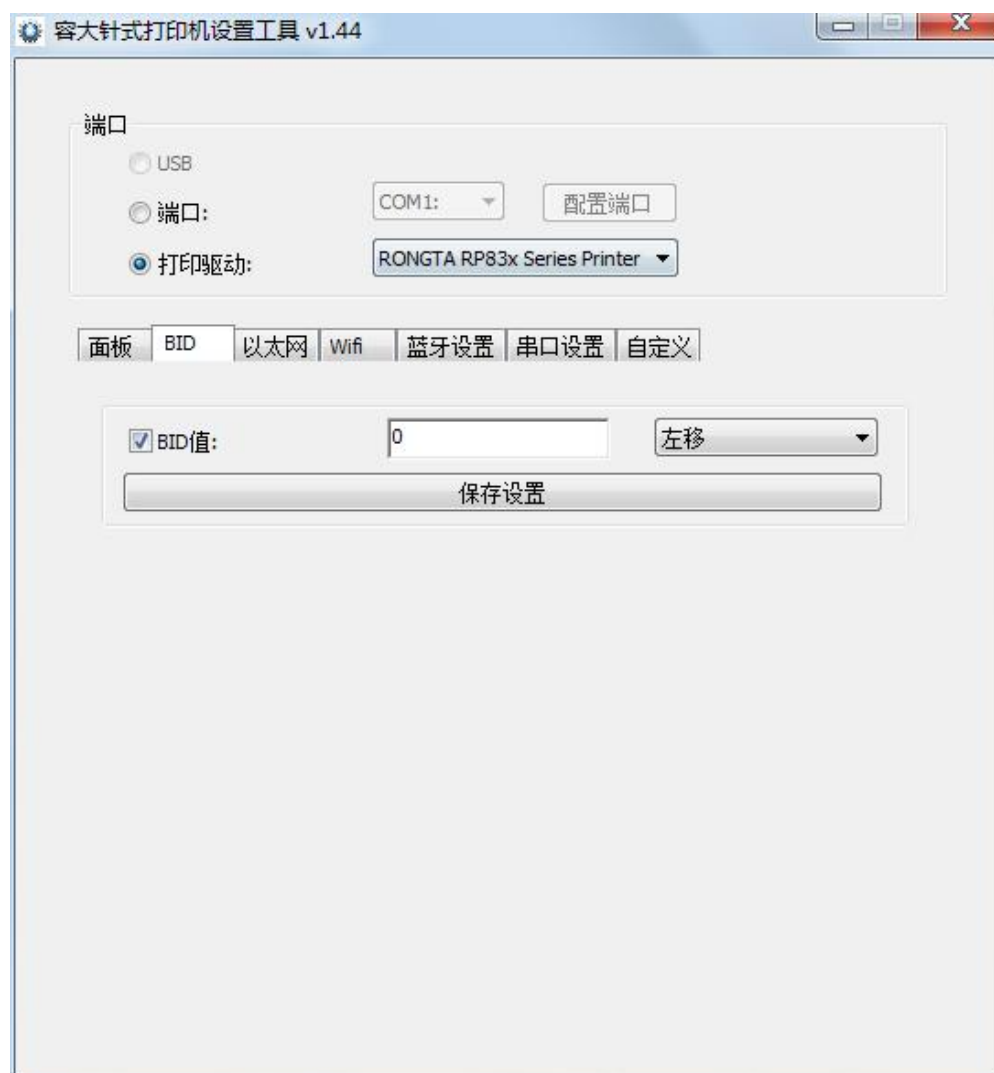 容大针式打印机设置工具 v1.44
端口
USB
端口: COM1: 配置端口
打印驱动: RONGTA RP83x Series Printer
面板 BID 以太网 Wifi 蓝牙设置 串口设置 自定义
BID值: 0 左移
保存设置